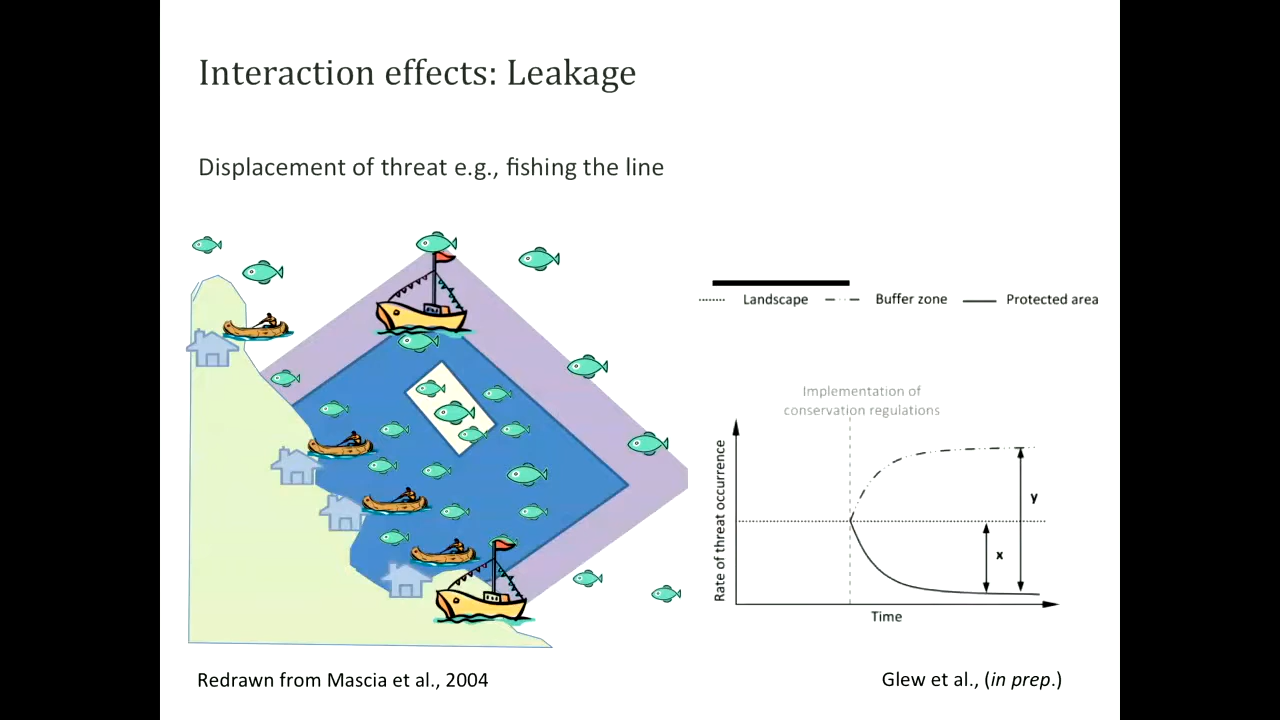 Interaction effects: Leakage
Displacement of threat e.g., fishing the line
Landscape Buffer zone Protected area
Implementation of
conservation regulations
Rate of threat occurrence
y
x
Time
Redrawn from Mascia et al., 2004
Glew et al., (in prep.)